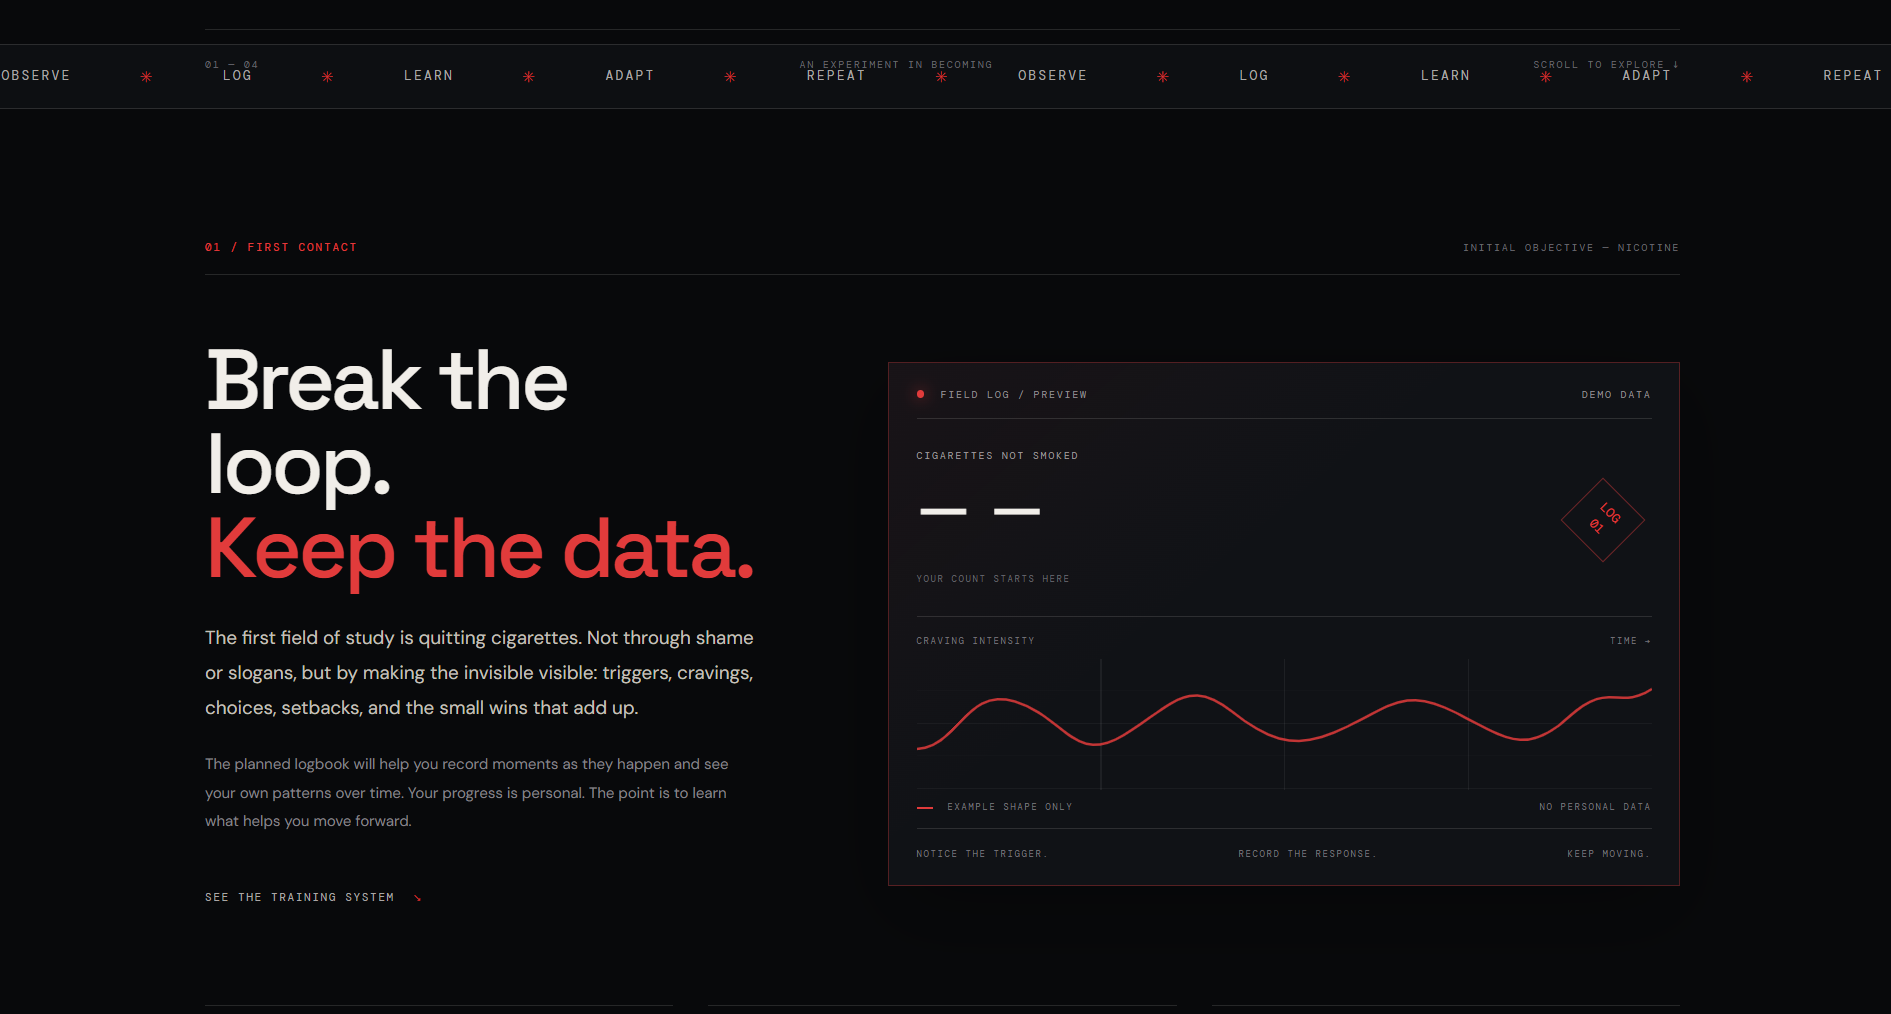 01 — 04
AN EXPERIMENT IN BECOMING
SCROLL TO EXPLORE ↓
OBSERVE ✳ LOG ✳ LEARN ✳ ADAPT ✳ REPEAT ✳ OBSERVE ✳ LOG ✳ LEARN ✳ ADAPT ✳ REPEAT
01 / FIRST CONTACT
INITIAL OBJECTIVE — NICOTINE
Break the
loop.
Keep the data.
The first field of study is quitting cigarettes. Not through shame
or slogans, but by making the invisible visible: triggers, cravings,
choices, setbacks, and the small wins that add up.
The planned logbook will help you record moments as they happen and see
your own patterns over time. Your progress is personal. The point is to learn
what helps you move forward.
SEE THE TRAINING SYSTEM ↘
FIELD LOG / PREVIEW
DEMO DATA
CIGARETTES NOT SMOKED
— —
LOG
01
YOUR COUNT STARTS HERE
CRAVING INTENSITY
TIME →
EXAMPLE SHAPE ONLY
NO PERSONAL DATA
NOTICE THE TRIGGER.
RECORD THE RESPONSE.
KEEP MOVING.